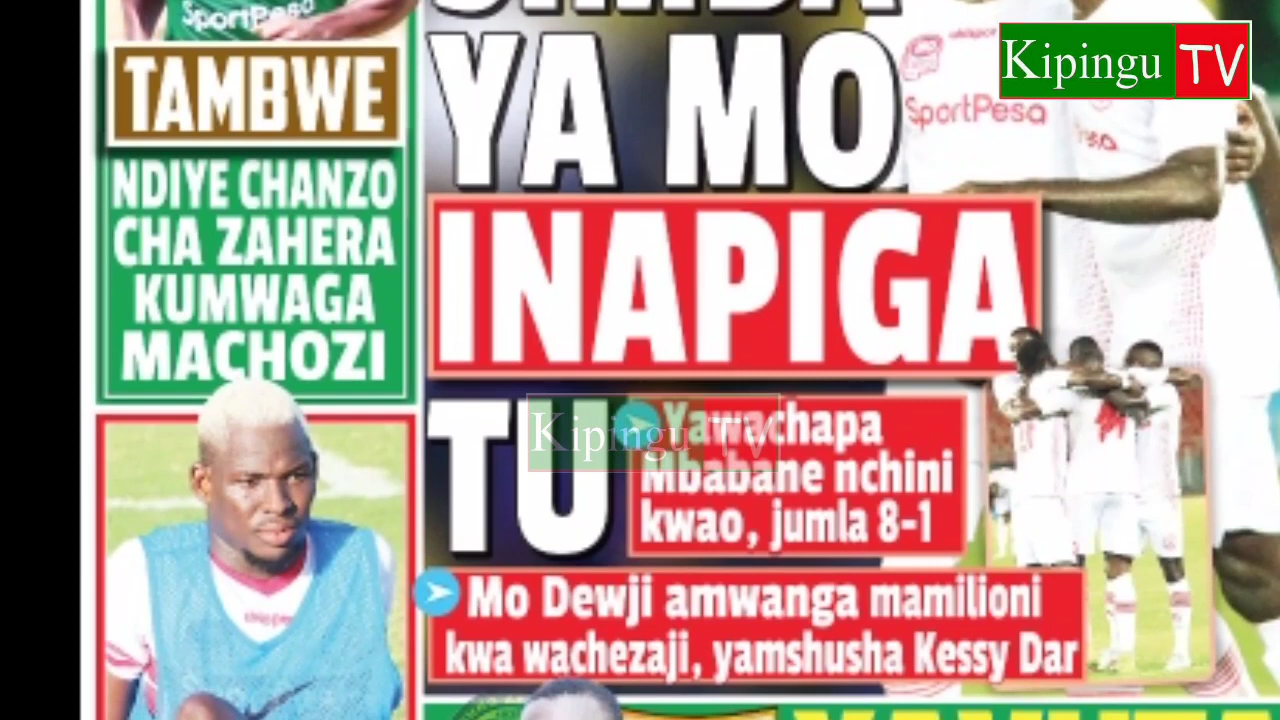 SportPesa
TAMBWE
NDIYE CHANZO
CHA ZAHERA
KUMWAGA
MACHOZI
SIMBA
YA MO
INAPIGA
TU
Yawachapa
Mbabane nchini
kwao, jumla 8-1
Mo Dewji amwanga mamilioni
kwa wachezaji, yamshusha Kessy Dar
SportPesa
Kipingu TV
Kipingu TV